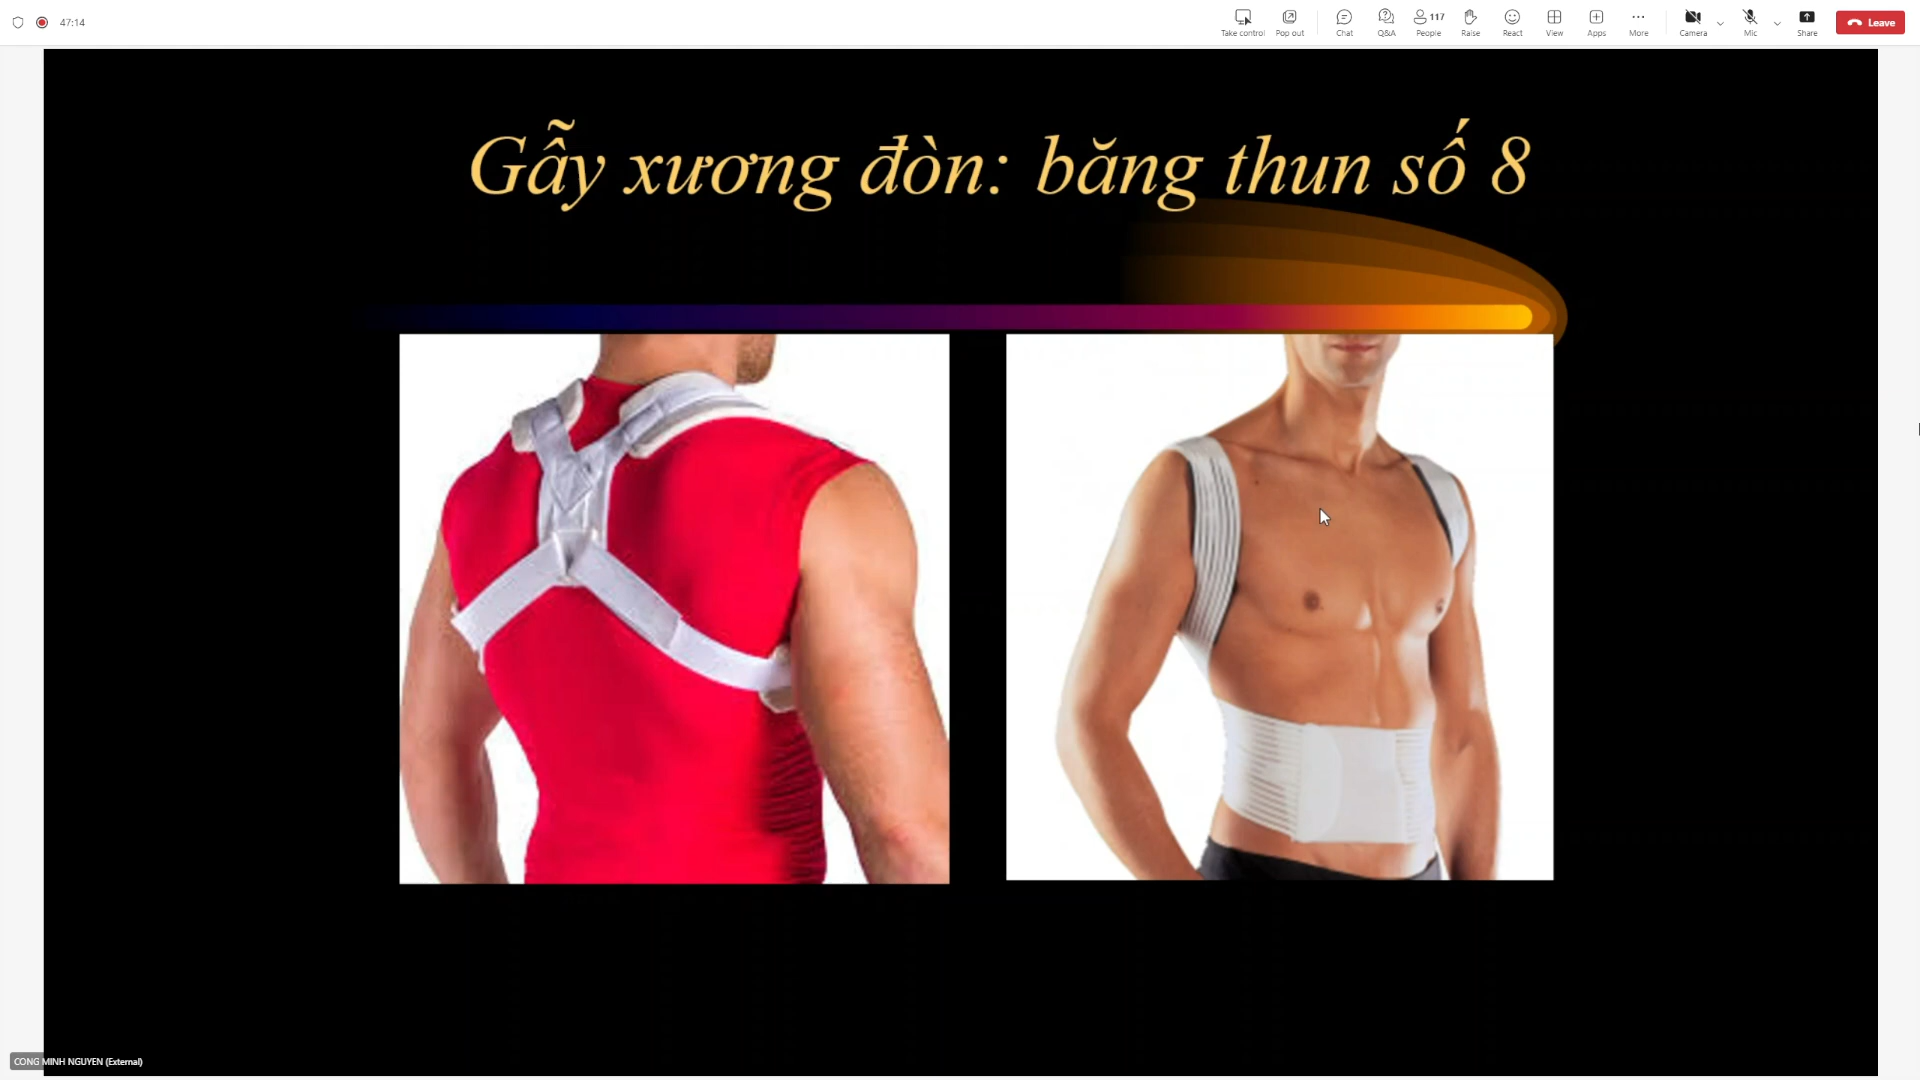 47:14
Take control
Pop out
Chat
Q&A
117
People
Raise
React
View
Apps
More
Camera
Mic
Share
Leave
Gẫy xương đòn: băng thun số 8
CONG MINH NGUYEN (External)